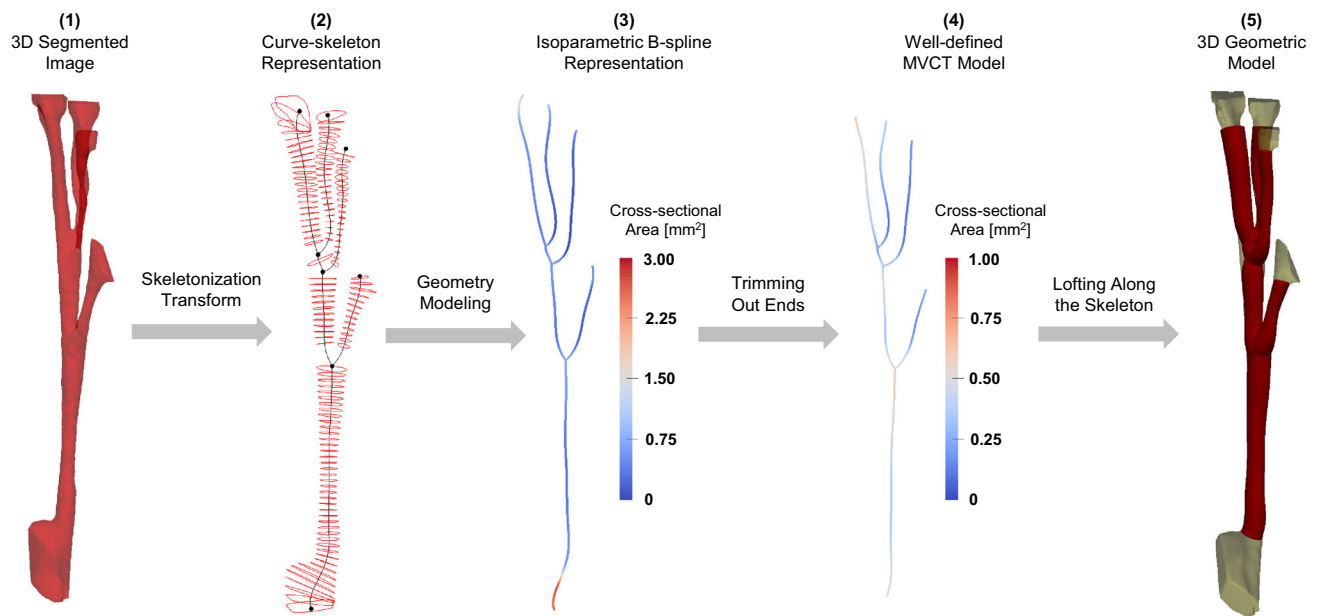 (1)
3D Segmented
Image
(2)
Curve-skeleton
Representation
(3)
Isoparametric B-spline
Representation
(4)
Well-defined
MVCT Model
(5)
3D Geometric
Model
Skeletonization
Transform
Geometry
Modeling
Cross-sectional
Area [mm²]
3.00
2.25
1.50
0.75
0
Trimming
Out Ends
Cross-sectional
Area [mm²]
1.00
0.75
0.50
0.25
0
Lofting Along
the Skeleton